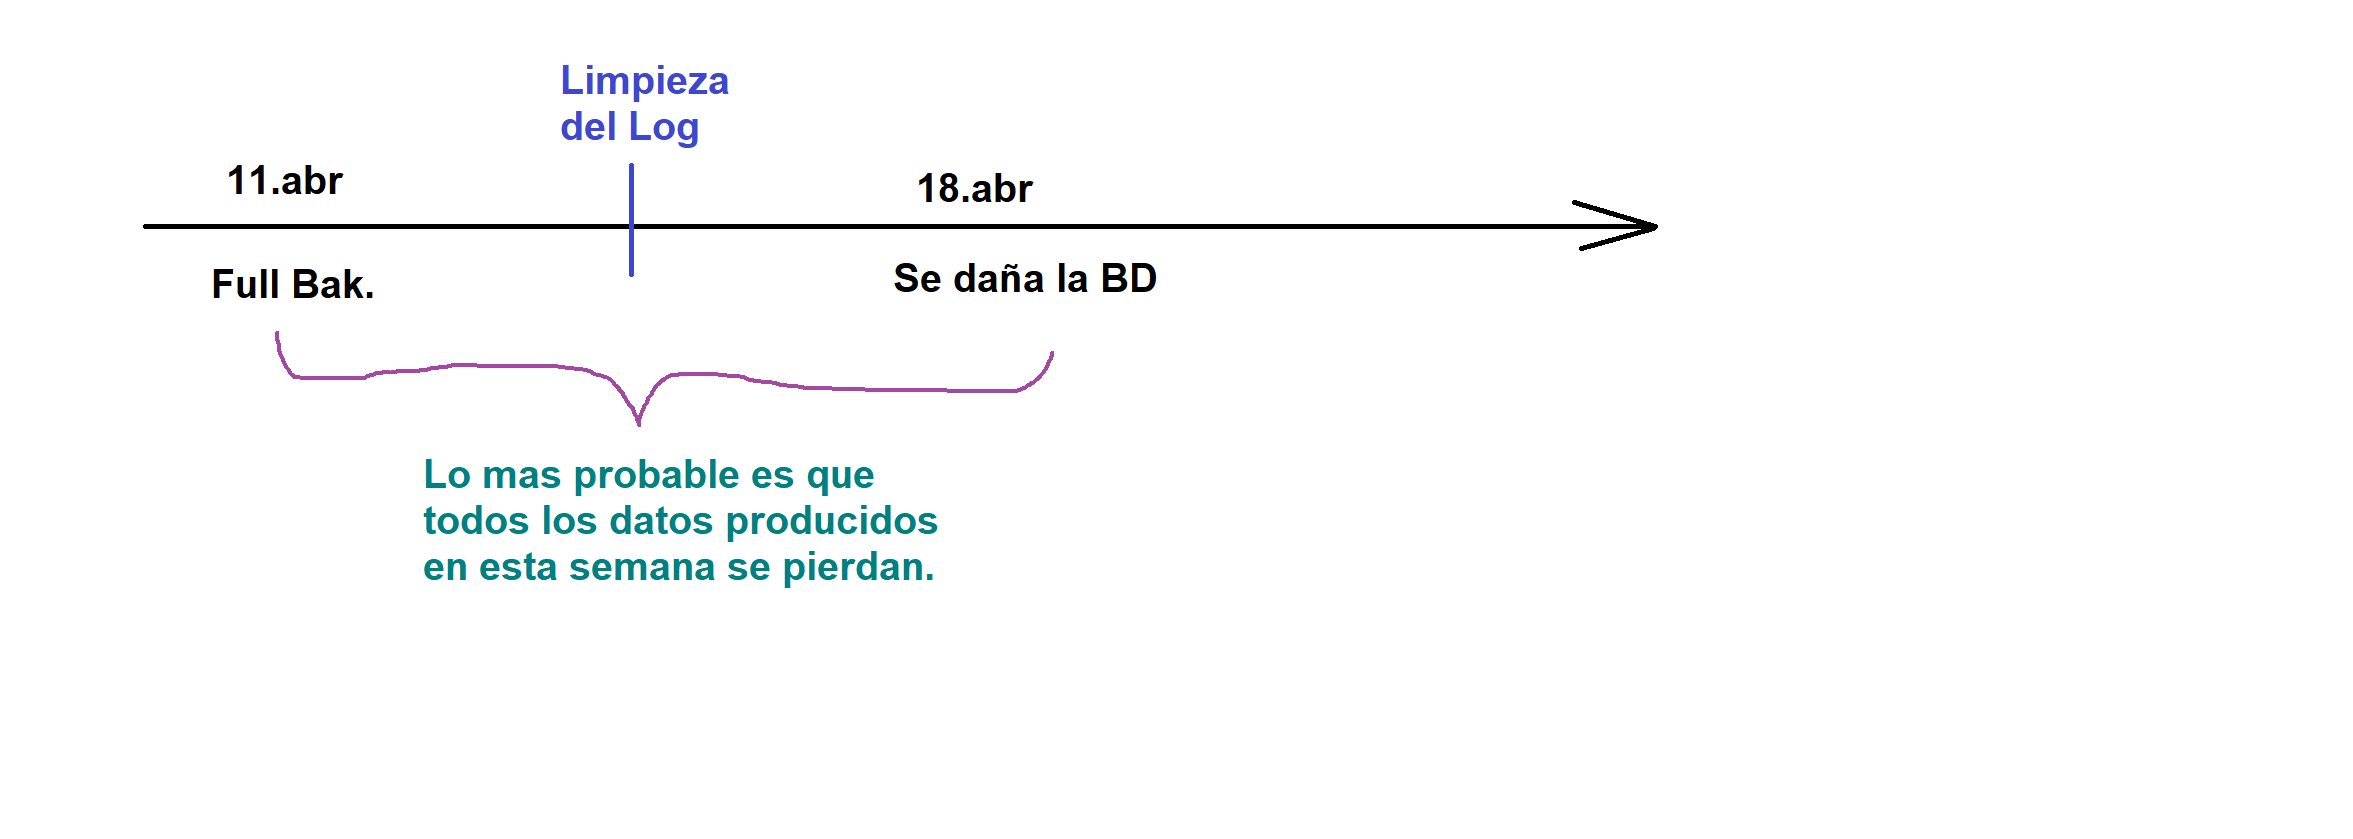 Limpieza
del Log
11.abr
18.abr
Full Bak.
Se daña la BD
Lo mas probable es que
todos los datos producidos
en esta semana se pierdan.